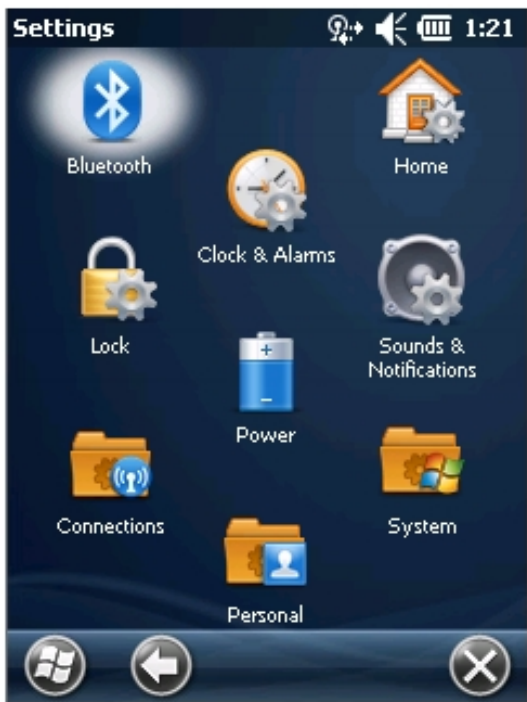 Settings 1:21
Bluetooth
Home
Clock & Alarms
Lock
Sounds &
Notifications
Power
Connections
System
Personal